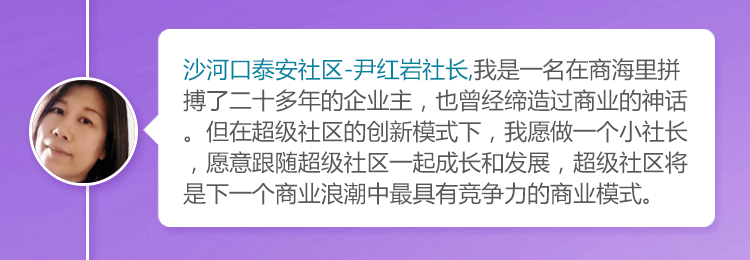 沙河口泰安社区-尹红岩社长,我是一名在商海里拼
搏了二十多年的企业主，也曾经缔造过商业的神话
。但在超级社区的创新模式下，我愿做一个小社长
，愿意跟随超级社区一起成长和发展，超级社区将
是下一个商业浪潮中最具有竞争力的商业模式。